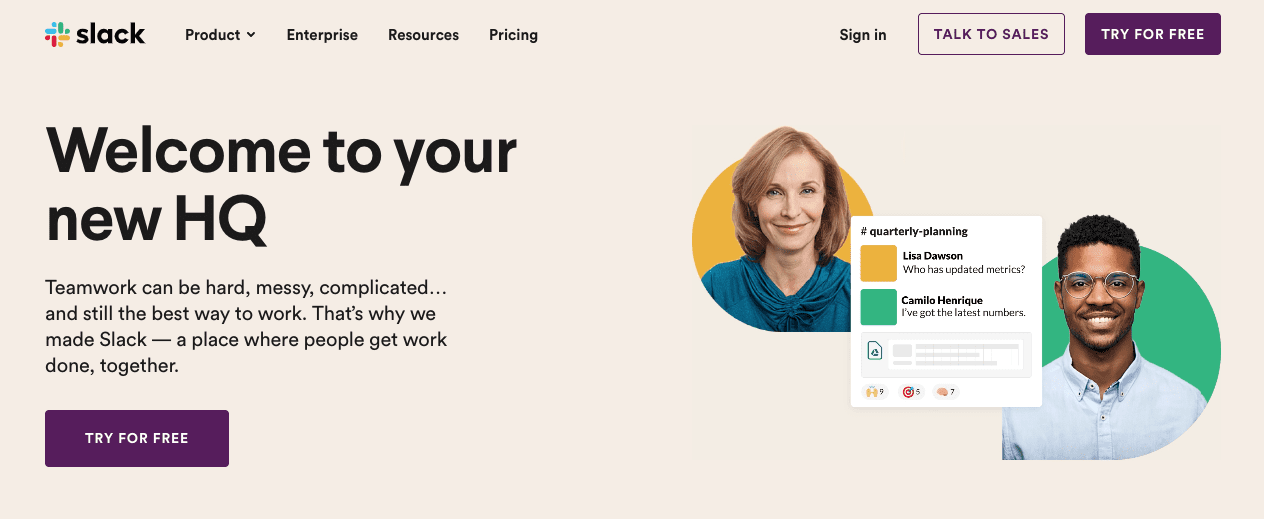 slack
Product
Enterprise
Resources
Pricing
Sign in
TALK TO SALES
TRY FOR FREE
Welcome to your
new HQ
Teamwork can be hard, messy, complicated…
and still the best way to work. That’s why we
made Slack — a place where people get work
done, together.
TRY FOR FREE
# quarterly-planning
Lisa Dawson
Who has updated metrics?
Camilo Henrique
I’ve got the latest numbers.
9
5
7